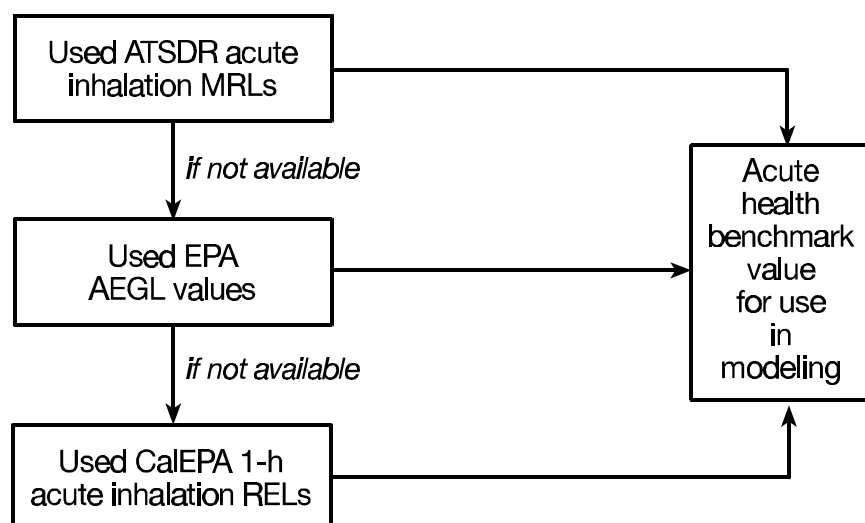 Used ATSDR acute
inhalation MRLs
if not available
Used EPA
AEGL values
if not available
Used CalEPA 1-h
acute inhalation RELs
Acute
health
benchmark
value
for use
in
modeling